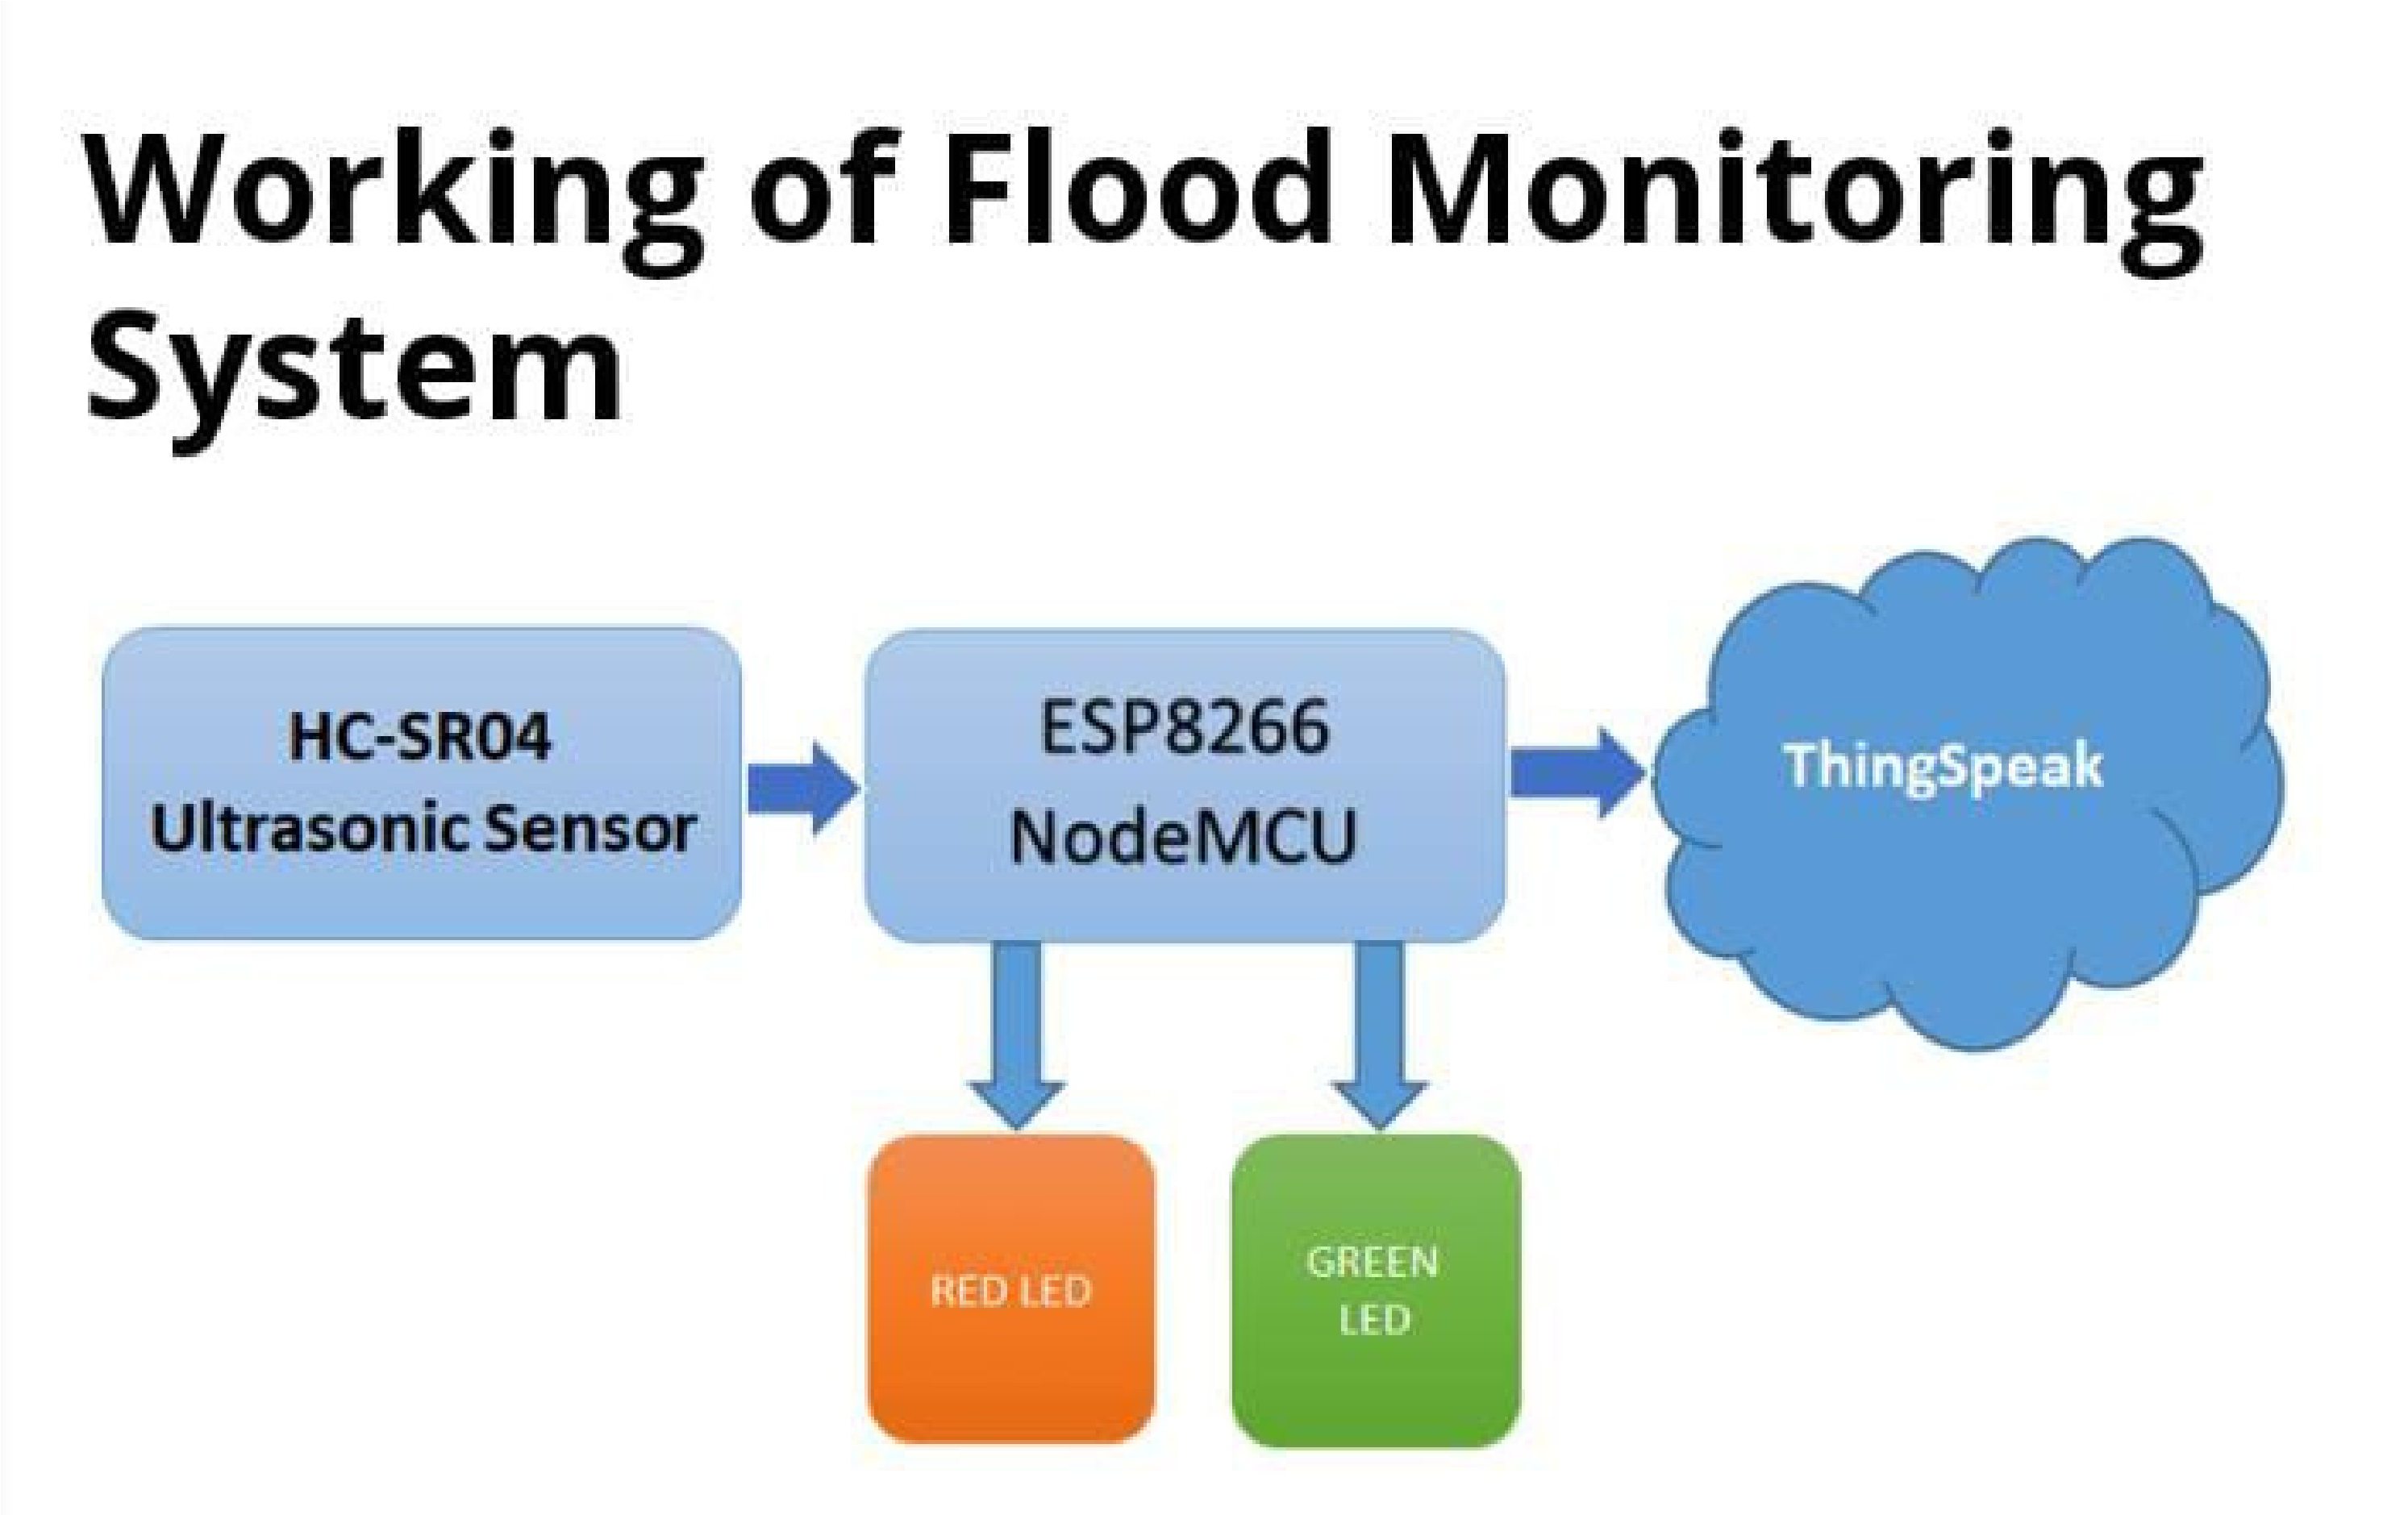 Working of Flood Monitoring
System
HC-SR04
Ultrasonic Sensor
ESP8266
NodeMCU
ThingSpeak
RED LED
GREEN
LED